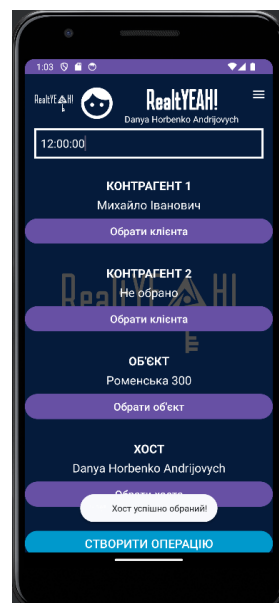 1:03
RealtYEAH!
RealtYEAH!
Danya Horbenko Andrijovych
12:00:00
КОНТРАГЕНТ 1
Михайло Іванович
Обрати клієнта
КОНТРАГЕНТ 2
Не обрано
Обрати клієнта
ОБ'ЄКТ
Роменська 300
Обрати об'єкт
ХОСТ
Danya Horbenko Andrijovych
Обрати хоста
Хост успішно обраний!
СТВОРИТИ ОПЕРАЦІЮ